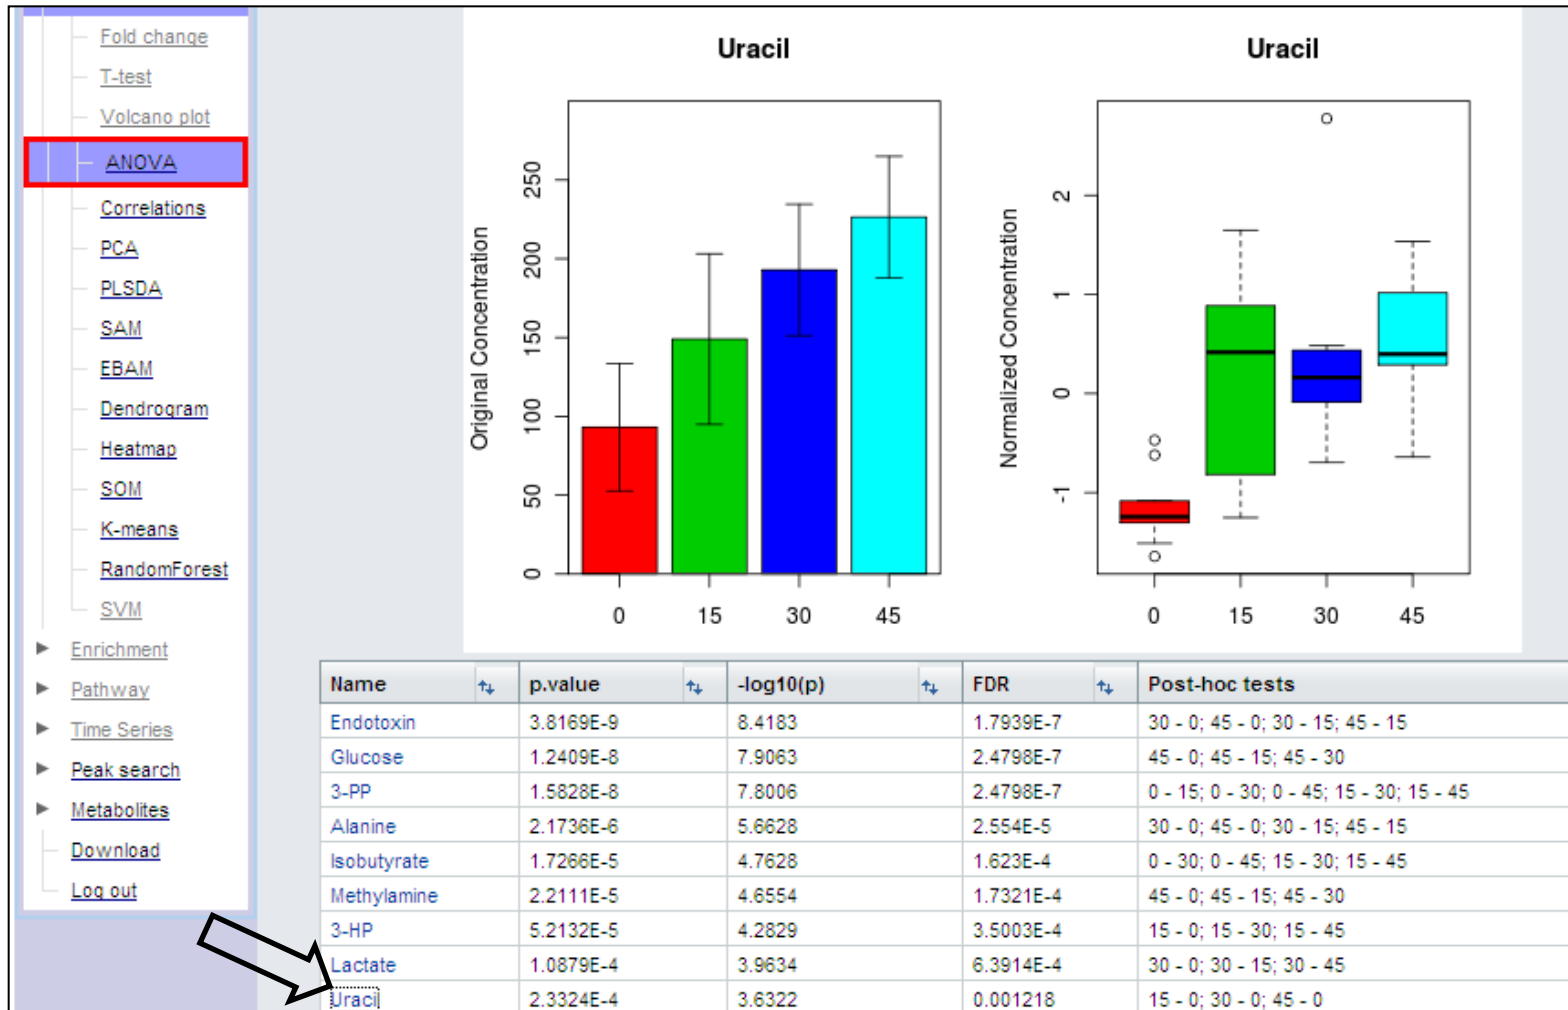 Fold change
T-test
Volcano plot
ANOVA
Correlations
PCA
PLSDA
SAM
EBAM
Dendrogram
Heatmap
SOM
K-means
RandomForest
SVM
Enrichment
Pathway
Time Series
Peak search
Metabolites
Download
Log out
Uracil
Original Concentration
250
200
150
100
50
0
0 15 30 45
Uracil
Normalized Concentration
2
1
0
-1
0 15 30 45
Name p.value -log10(p) FDR Post-hoc tests
Endotoxin 3.8169E-9 8.4183 1.7939E-7 30 - 0; 45 - 0; 30 - 15; 45 - 15
Glucose 1.2409E-8 7.9063 2.4798E-7 45 - 0; 45 - 15; 45 - 30
3-PP 1.5828E-8 7.8006 2.4798E-7 0 - 15; 0 - 30; 0 - 45; 15 - 30; 15 - 45
Alanine 2.1736E-6 5.6628 2.554E-5 30 - 0; 45 - 0; 30 - 15; 45 - 15
Isobutyrate 1.7266E-5 4.7628 1.623E-4 0 - 30; 0 - 45; 15 - 30; 15 - 45
Methylamine 2.2111E-5 4.6554 1.7321E-4 45 - 0; 45 - 15; 45 - 30
3-HP 5.2132E-5 4.2829 3.5003E-4 15 - 0; 15 - 30; 15 - 45
Lactate 1.0879E-4 3.9634 6.3914E-4 30 - 0; 30 - 15; 30 - 45
Uracil 2.3324E-4 3.6322 0.001218 15 - 0; 30 - 0; 45 - 0